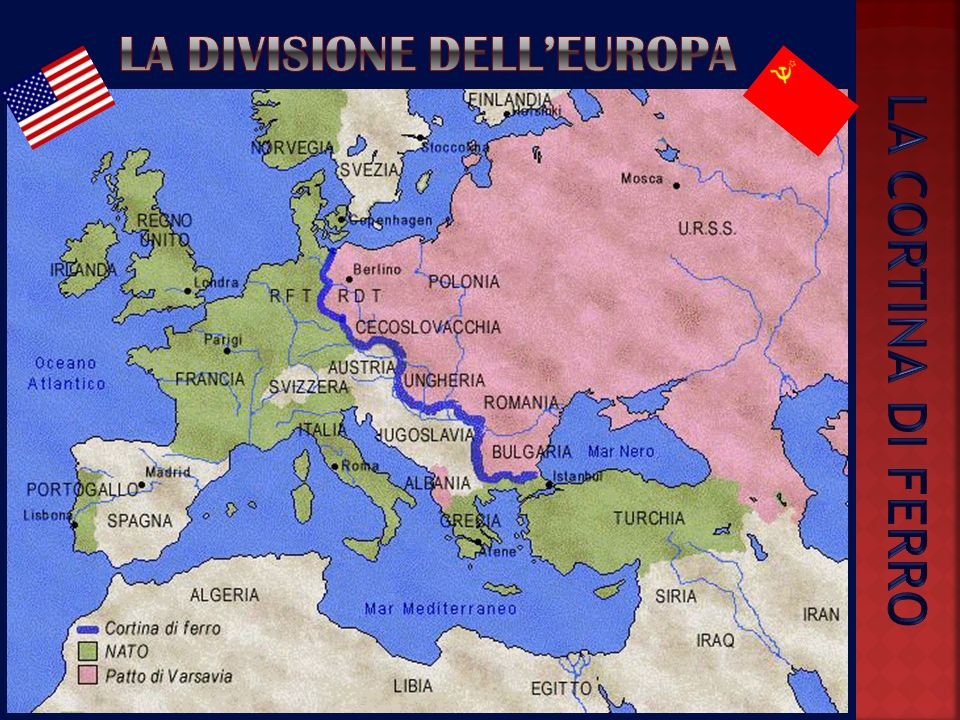 LA DIVISIONE DELL'EUROPA
LA CORTINA DI FERRO
FINLANDIA
Helsinki
NORVEGIA
Stoccolma
SVEZIA
Mosca
REGNO
UNITO
Copenhagen
U.R.S.S.
IRLANDA
Londra
Berlino
POLONIA
R F T
R D T
CECOSLOVACCHIA
Parigi
Oceano
Atlantico
FRANCIA
AUSTRIA
SVIZZERA
UNGHERIA
ROMANIA
ITALIA
JUGOSLAVIA
BULGARIA
Mar Nero
Roma
Istanbul
Madrid
ALBANIA
PORTOGALLO
Lisbona
SPAGNA
GRECIA
TURCHIA
Atene
ALGERIA
Mar Mediterraneo
SIRIA
IRAN
IRAQ
LIBIA
EGITTO
Cortina di ferro
NATO
Patto di Varsavia